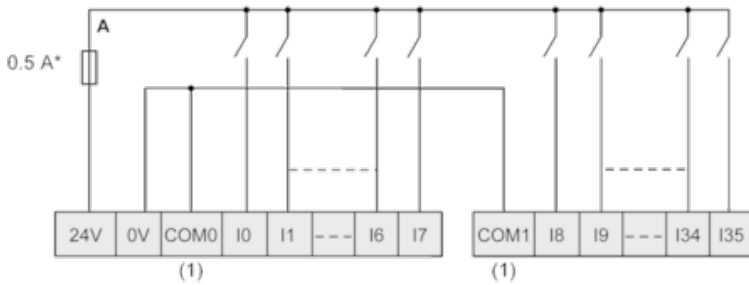 A
0.5 A*
24V 0V COM0 I0 I1 --- I6 I7 COM1 I8 I9 --- I34 I35
(1) (1)